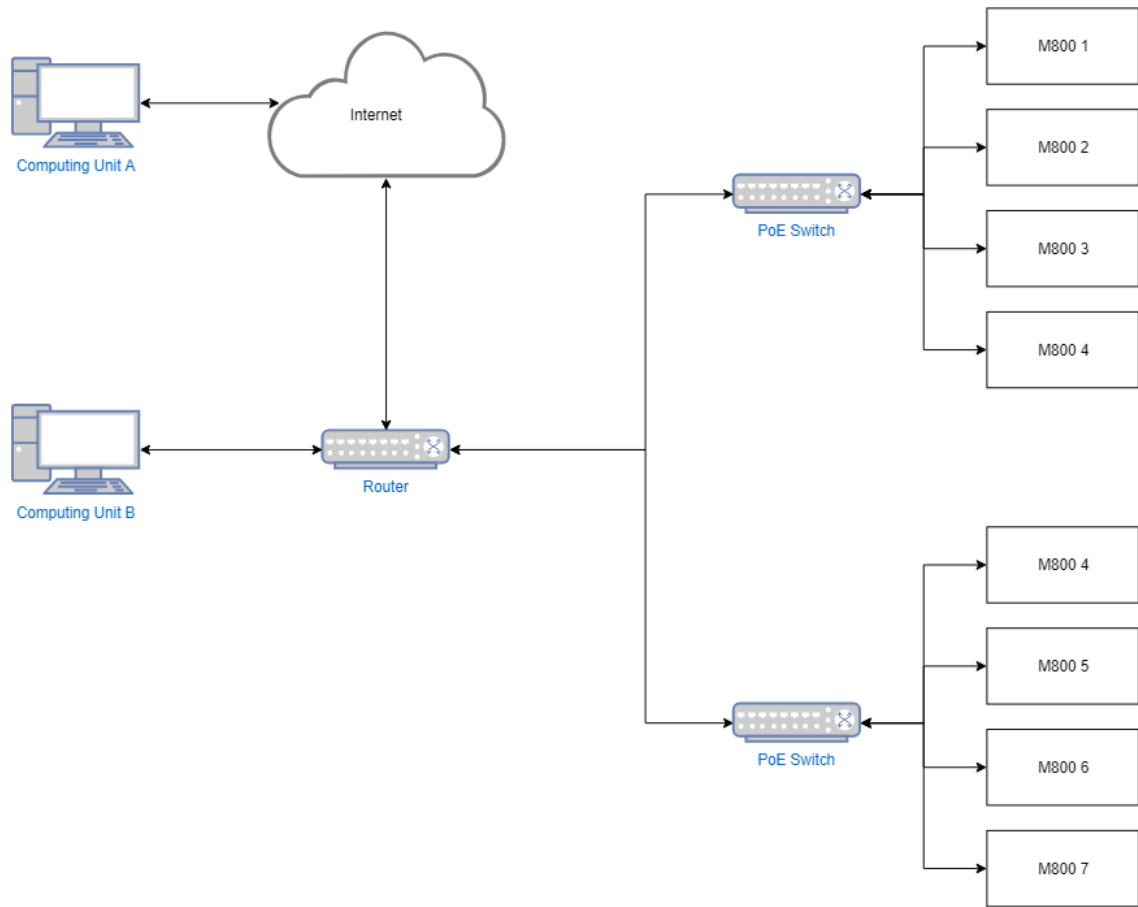 M800 1
Internet
M800 2
Computing Unit A
PoE Switch
M800 3
M800 4
Router
Computing Unit B
M800 4
M800 5
PoE Switch
M800 6
M800 7